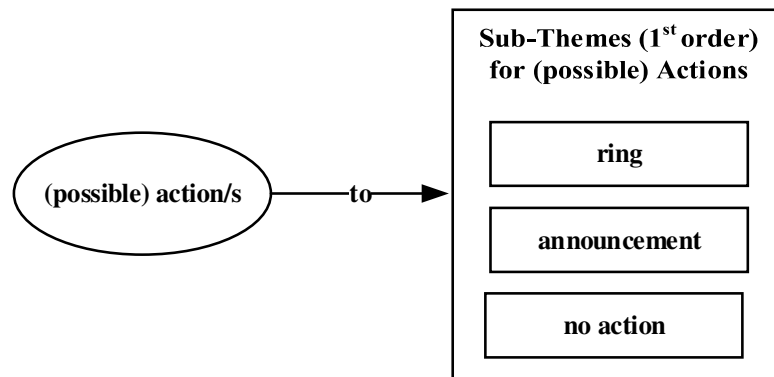 Sub-Themes (1st order)
for (possible) Actions
ring
(possible) action/s
to
announcement
no action